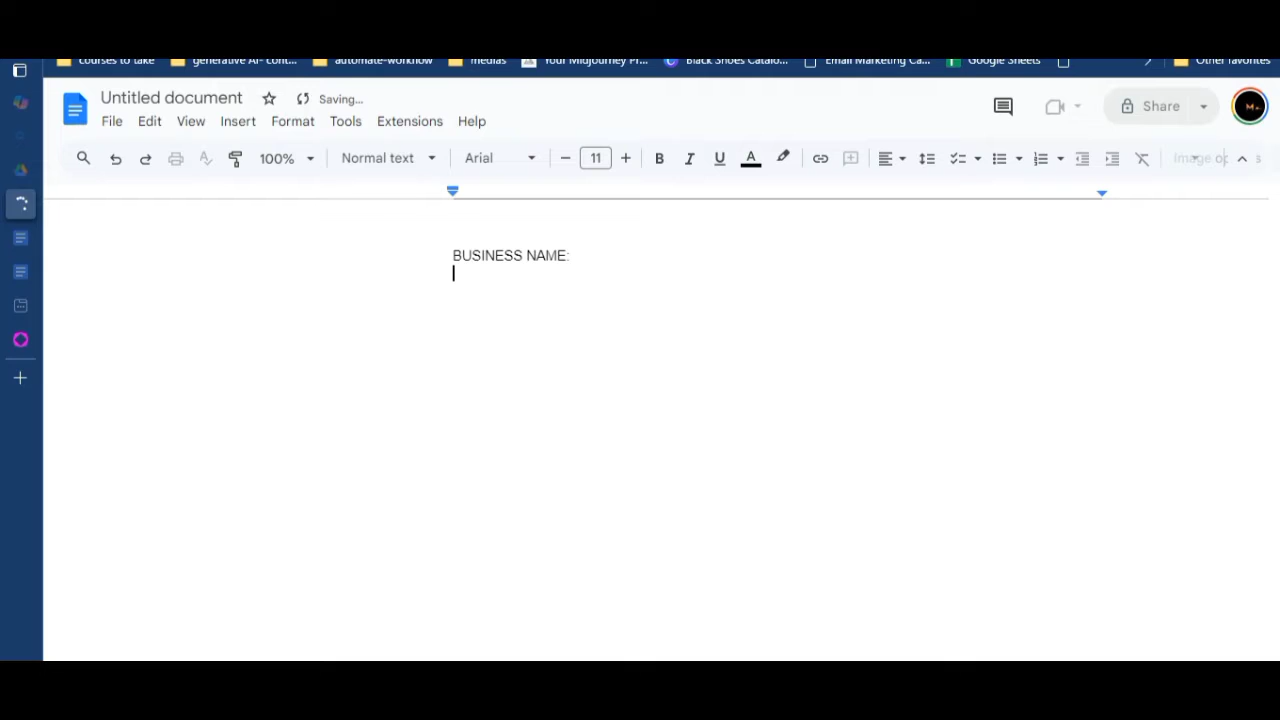 courses to take generative AI- cont... automate-workflow medias Your Midjourney Pr... Black Shoes Catalo... Email Marketing Ca... Google Sheets Other favorites
Untitled document Saving...
Share
File Edit View Insert Format Tools Extensions Help
100% Normal text Arial 11 Image op s
BUSINESS NAME: